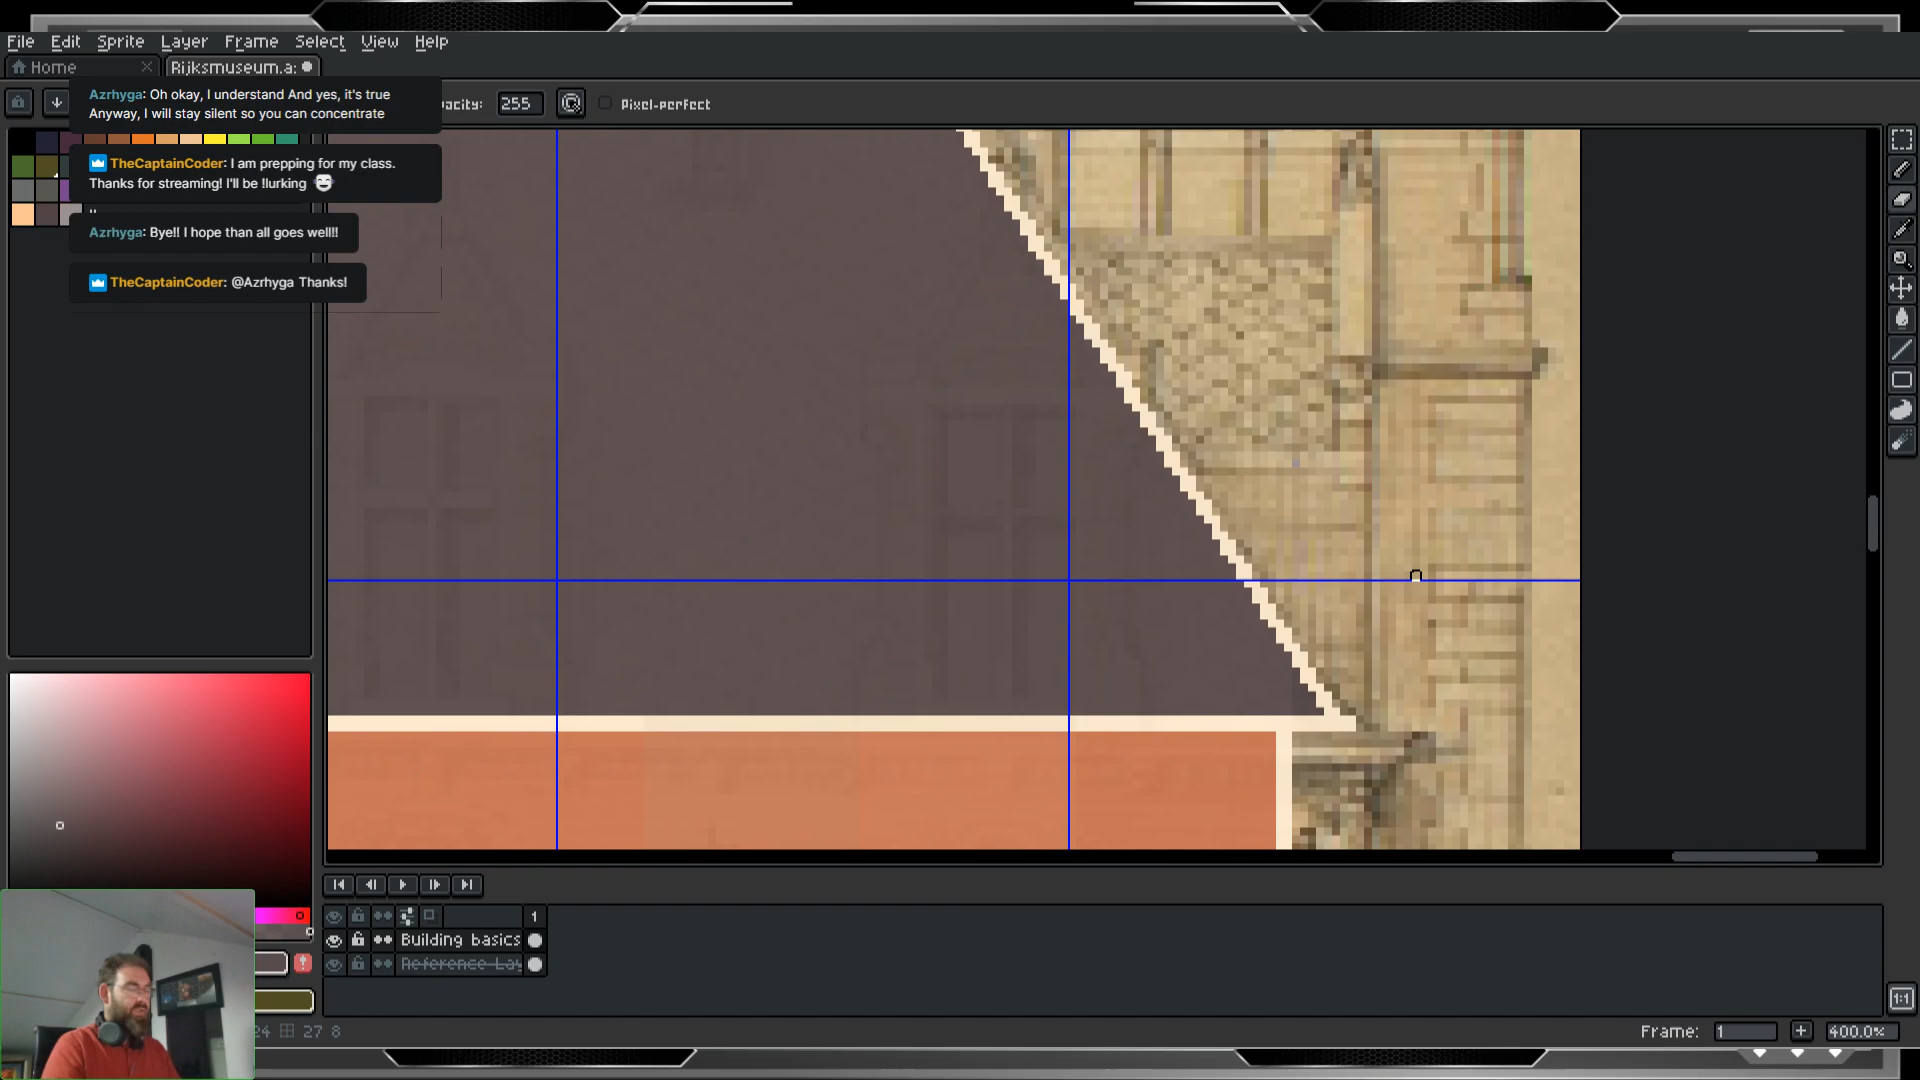 File Edit Sprite Layer Frame Select View Help
Home Rijksmuseum.a:
Azrhyga: Oh okay, I understand And yes, it's true
Anyway, I will stay silent so you can concentrate
255 Pixel-perfect
TheCaptainCoder: I am prepping for my class.
Thanks for streaming! I'll be !lurking
Azrhyga: Bye!! I hope than all goes well!!
TheCaptainCoder: @Azrhyga Thanks!
1
Building basics
Reference Lay
1:1
24 27 8
Frame: 1 + 400.0%